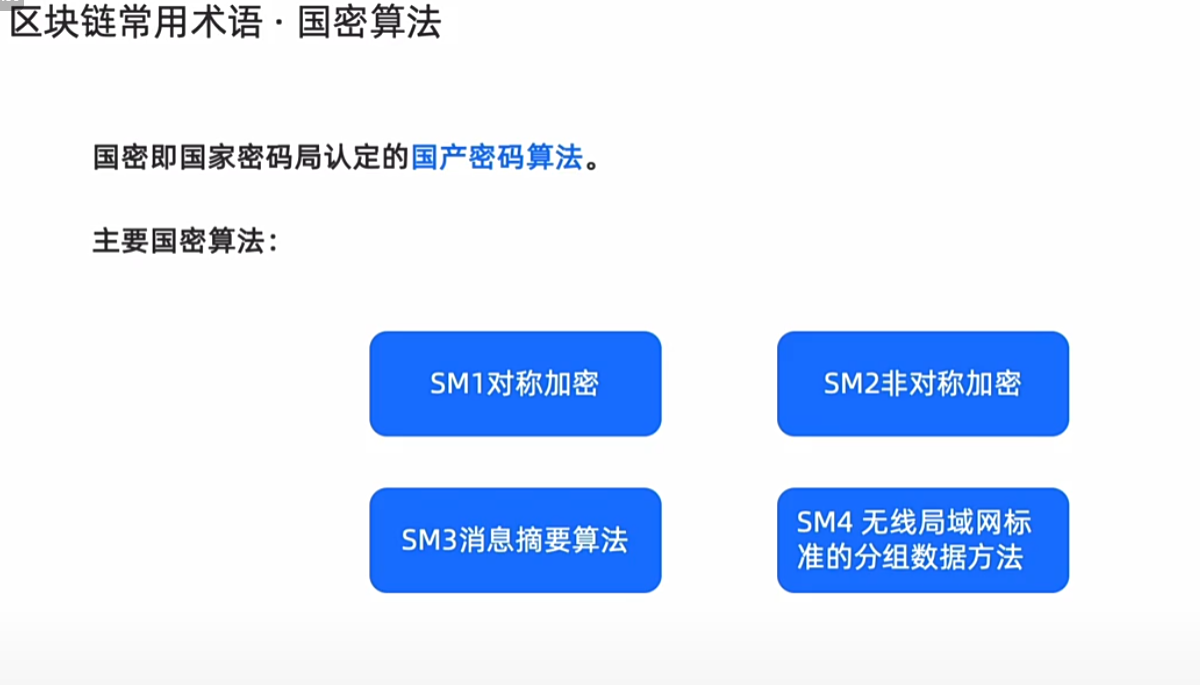 区块链常用术语 · 国密算法
国密即国家密码局认定的国产密码算法。
主要国密算法：
SM1对称加密
SM2非对称加密
SM3消息摘要算法
SM4 无线局域网标
准的分组数据方法